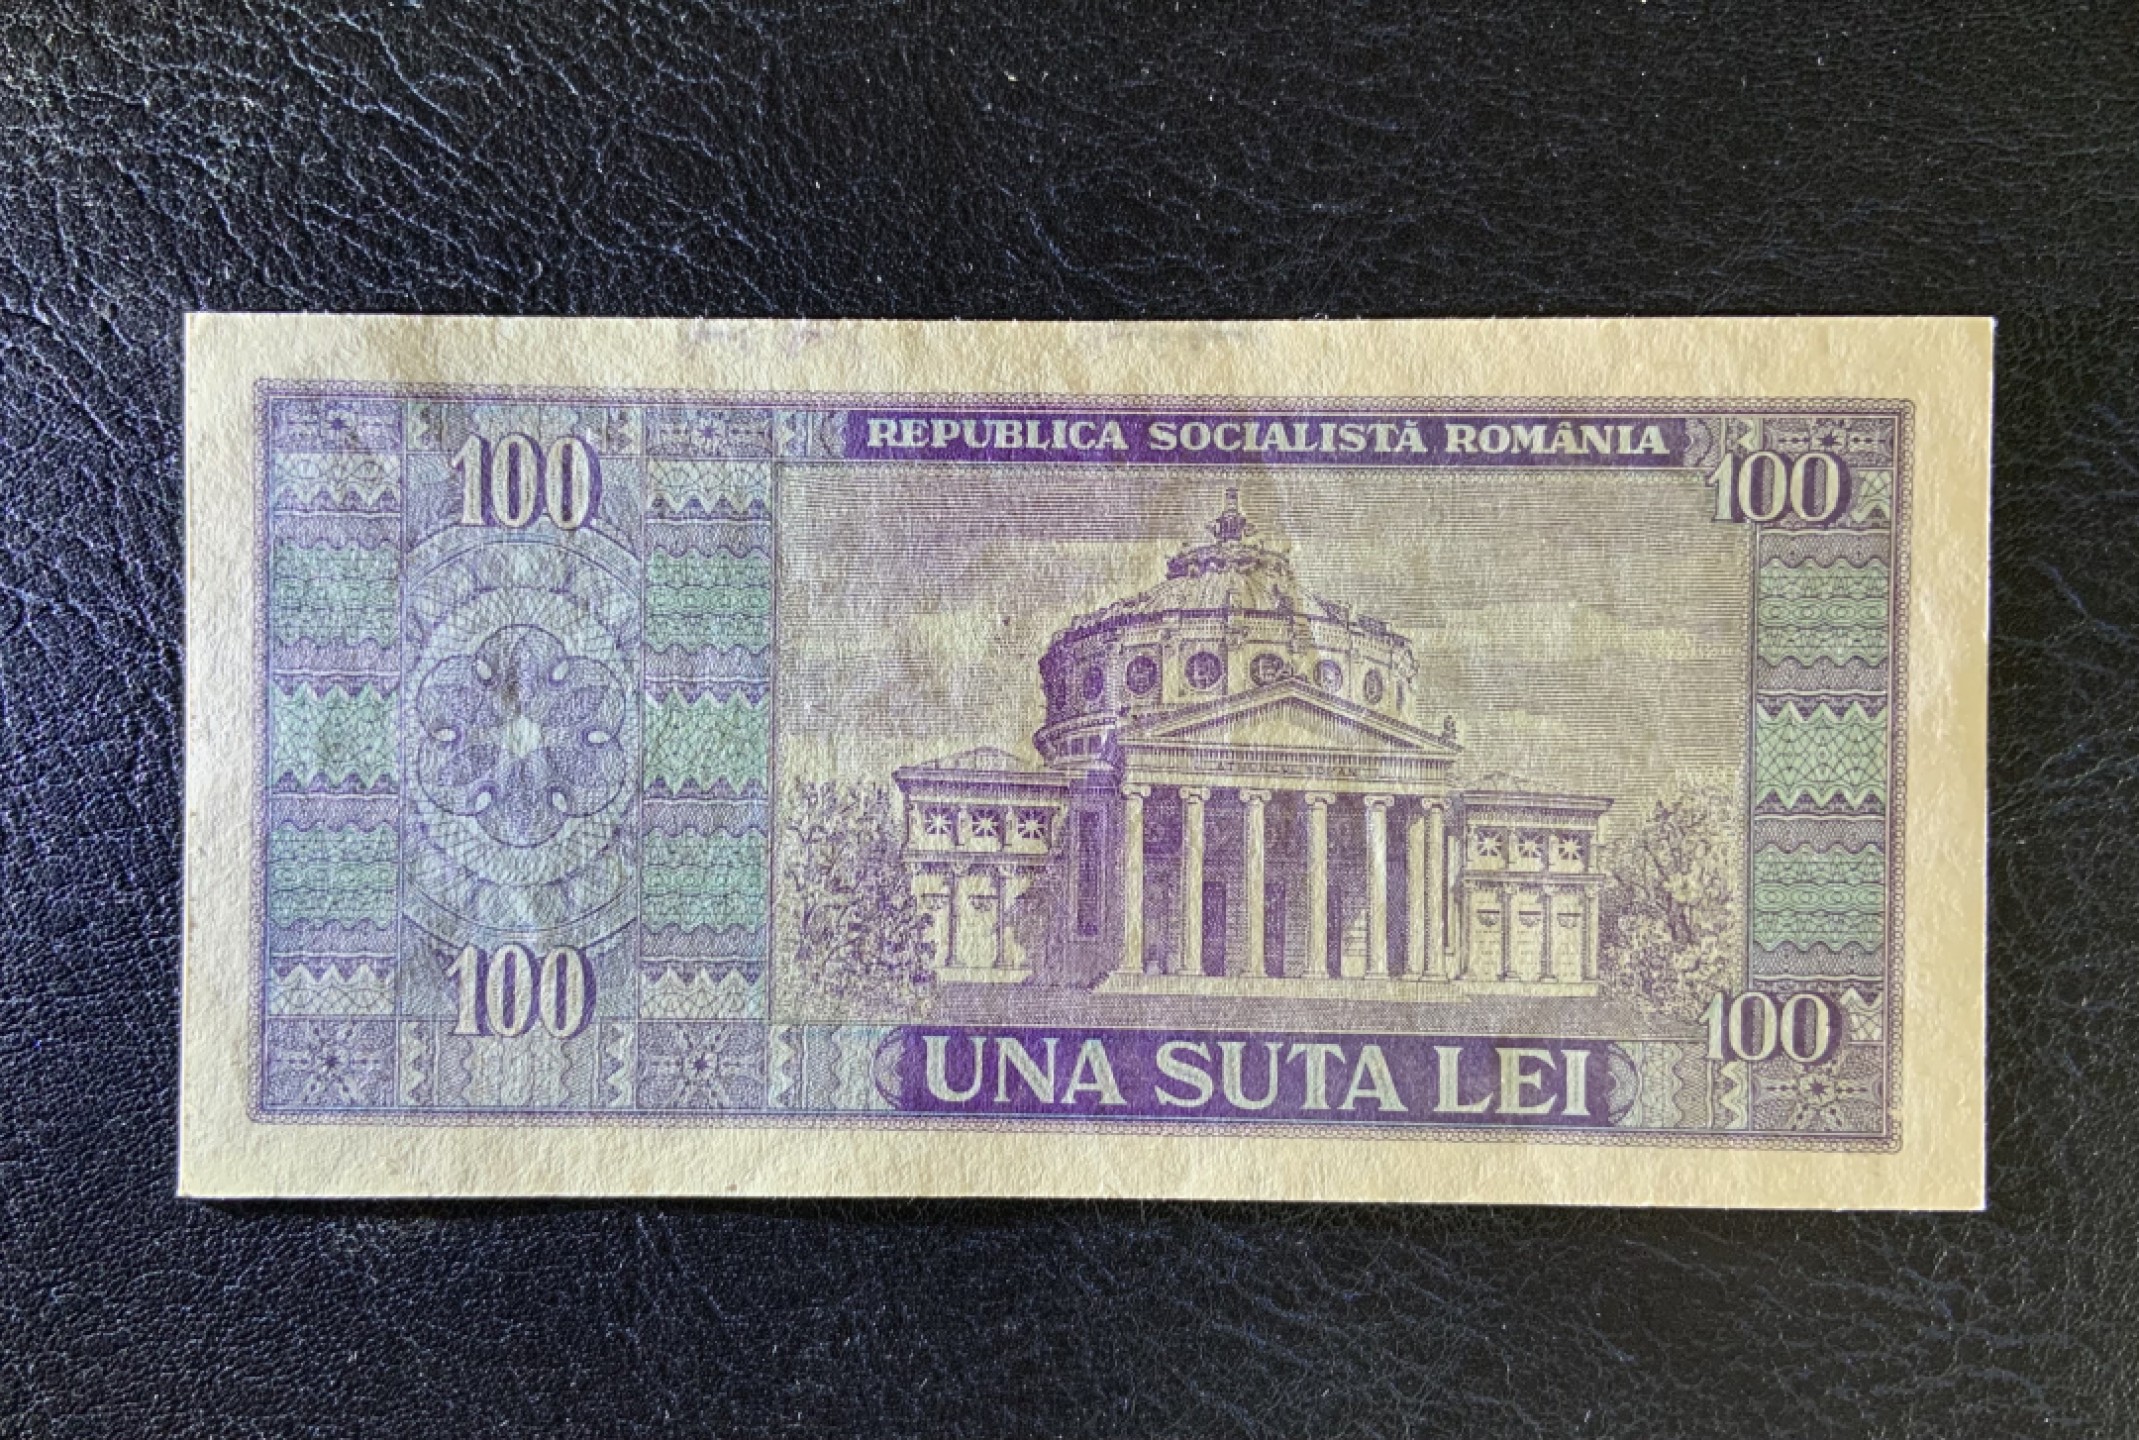 REPUBLICA SOCIALISTĂ ROMÂNIA
100
100
100
100
UNA SUTA LEI